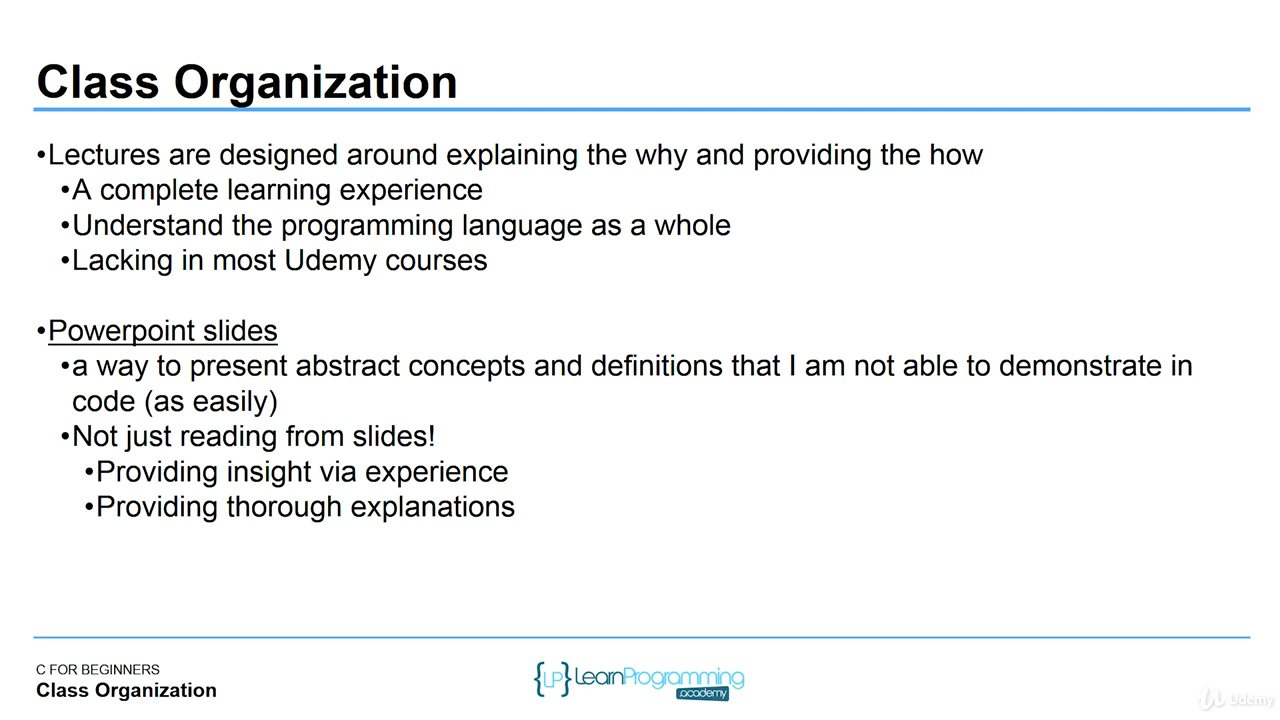 Class Organization
•Lectures are designed around explaining the why and providing the how
•A complete learning experience
•Understand the programming language as a whole
•Lacking in most Udemy courses
•Powerpoint slides
•a way to present abstract concepts and definitions that I am not able to demonstrate in
code (as easily)
•Not just reading from slides!
•Providing insight via experience
•Providing thorough explanations
C FOR BEGINNERS
Class Organization
{LP} LearnProgramming
.academy
Udemy